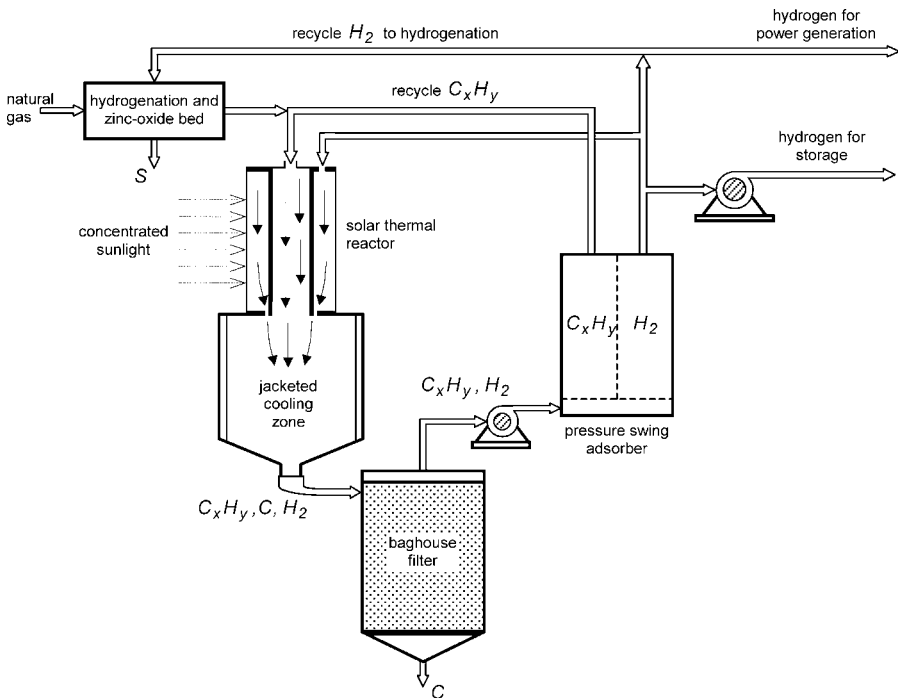 hydrogen for
power generation
recycle H2 to hydrogenation
natural
gas
hydrogenation and
zinc-oxide bed
recycle CxHy
hydrogen for
storage
S
concentrated
sunlight
solar thermal
reactor
CxHy
H2
jacketed
cooling
zone
CxHy, H2
pressure swing
adsorber
CxHy, C, H2
baghouse
filter
C